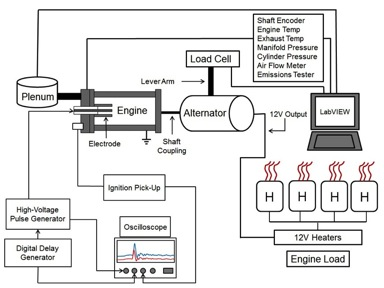 Shaft Encoder
Engine Temp
Exhaust Temp
Manifold Pressure
Cylinder Pressure
Air Flow Meter
Emissions Tester
Load Cell
Lever Arm
Plenum
Engine
Alternator
LabVIEW
12V Output
Electrode
Shaft
Coupling
Ignition Pick-Up
High-Voltage
Pulse Generator
Oscilloscope
Digital Delay
Generator
H H H H
12V Heaters
Engine Load